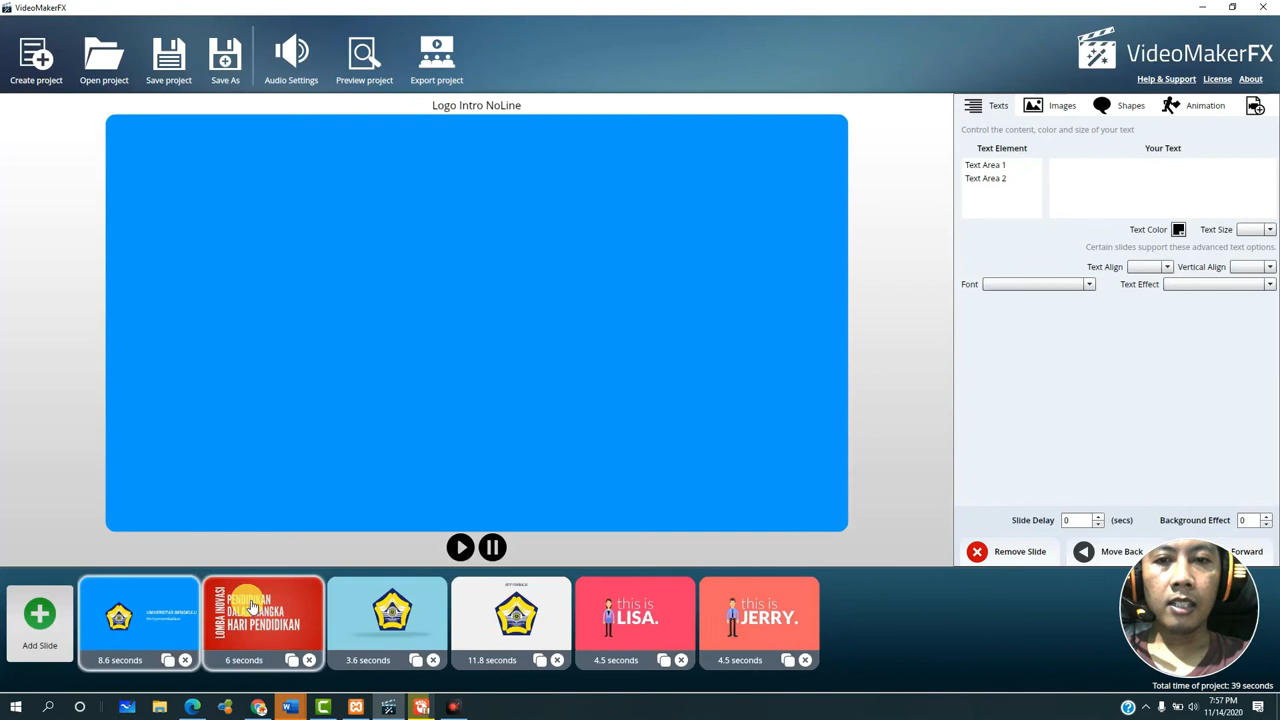 VideoMakerFX
Create project
Open project
Save project
Save As
Audio Settings
Preview project
Export project
VideoMakerFX
Help & Support
License
About
Logo Intro NoLine
Texts
Images
Shapes
Animation
Control the content, color and size of your text
Text Element
Your Text
Text Area 1
Text Area 2
Text Color
Text Size
Certain slides support these advanced text options.
Text Align
Vertical Align
Font
Text Effect
Slide Delay
0
(secs)
Background Effect
0
Remove Slide
Move Back
Forward
Add Slide
UNIVERSITAS BENGKULU
8.6 seconds
LOMBA INOVASI
PENDIDIKAN
HARI PENDIDIKAN
6 seconds
3.6 seconds
11.8 seconds
this is
LISA.
4.5 seconds
this is
JERRY.
4.5 seconds
Total time of project: 39 seconds
7:57 PM
11/14/2020